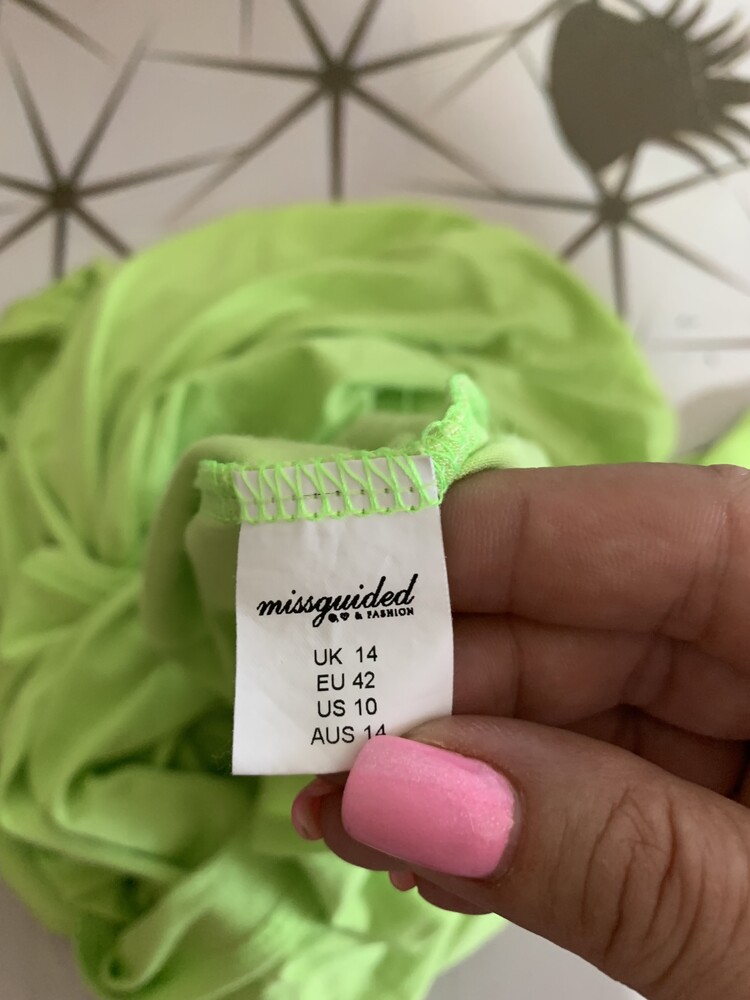 missguided
& FASHION
UK 14
EU 42
US 10
AUS 14